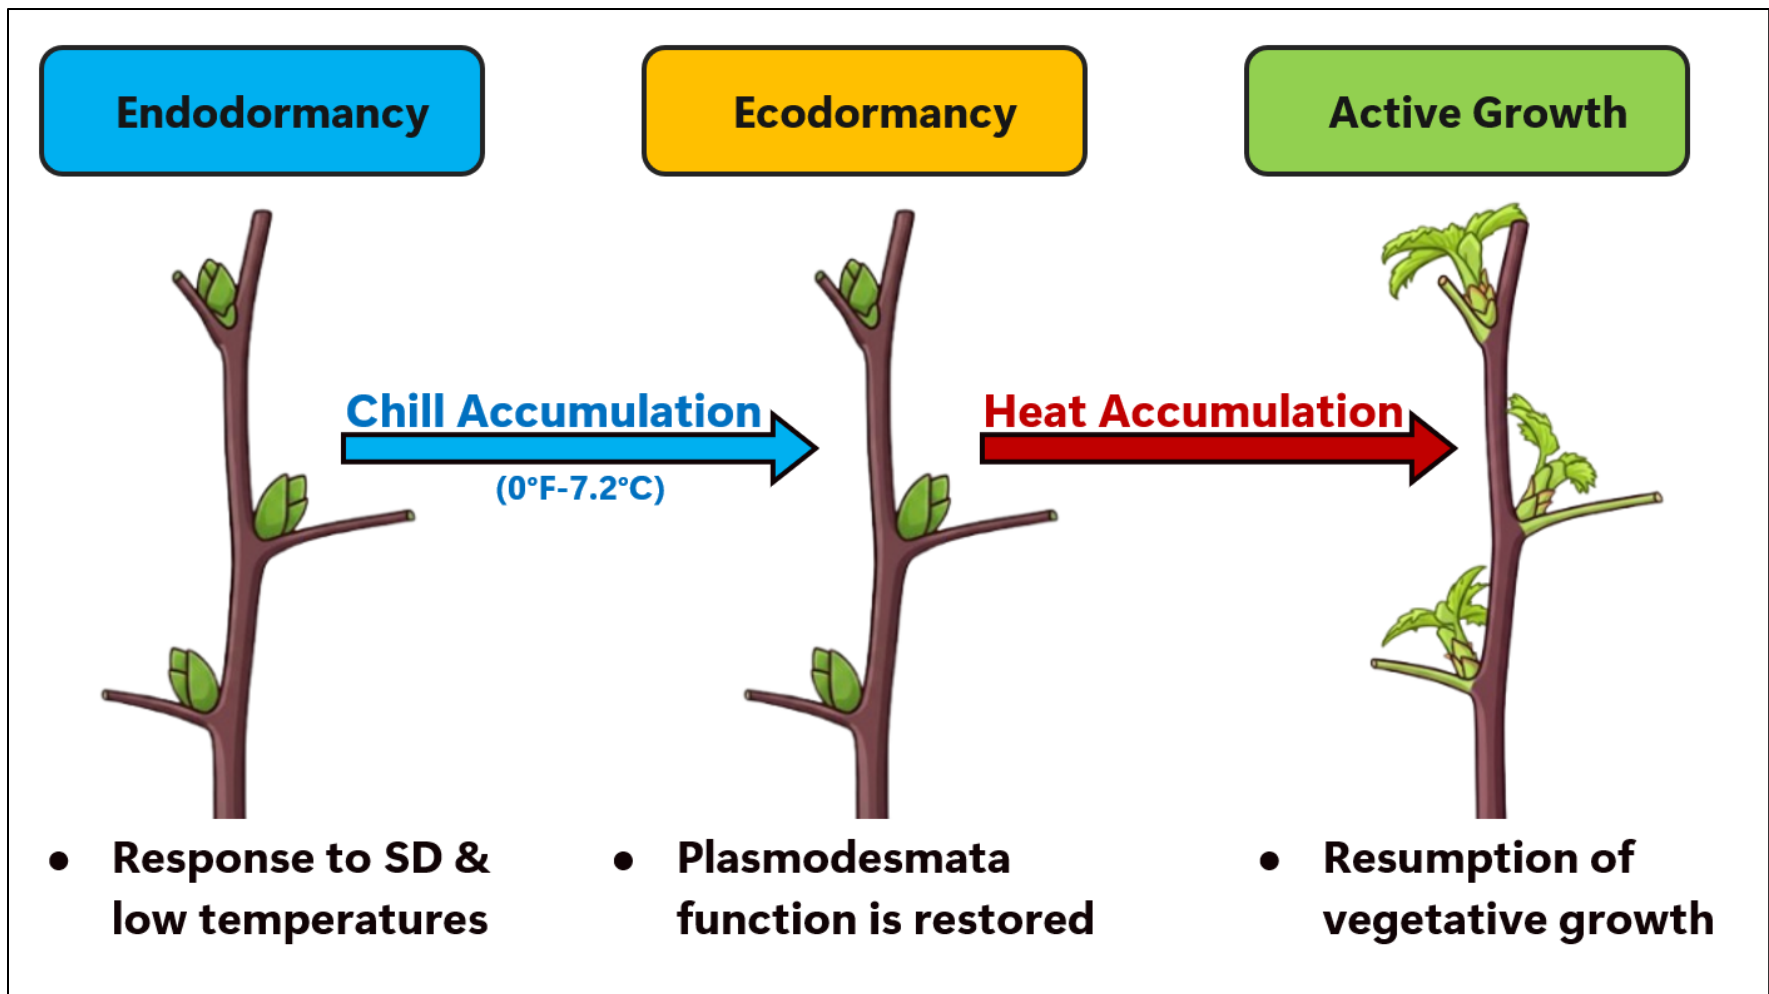 Endodormancy
Ecodormancy
Active Growth
Chill Accumulation
(0°F-7.2°C)
Heat Accumulation
• Response to SD &
low temperatures
• Plasmodesmata
function is restored
• Resumption of
vegetative growth